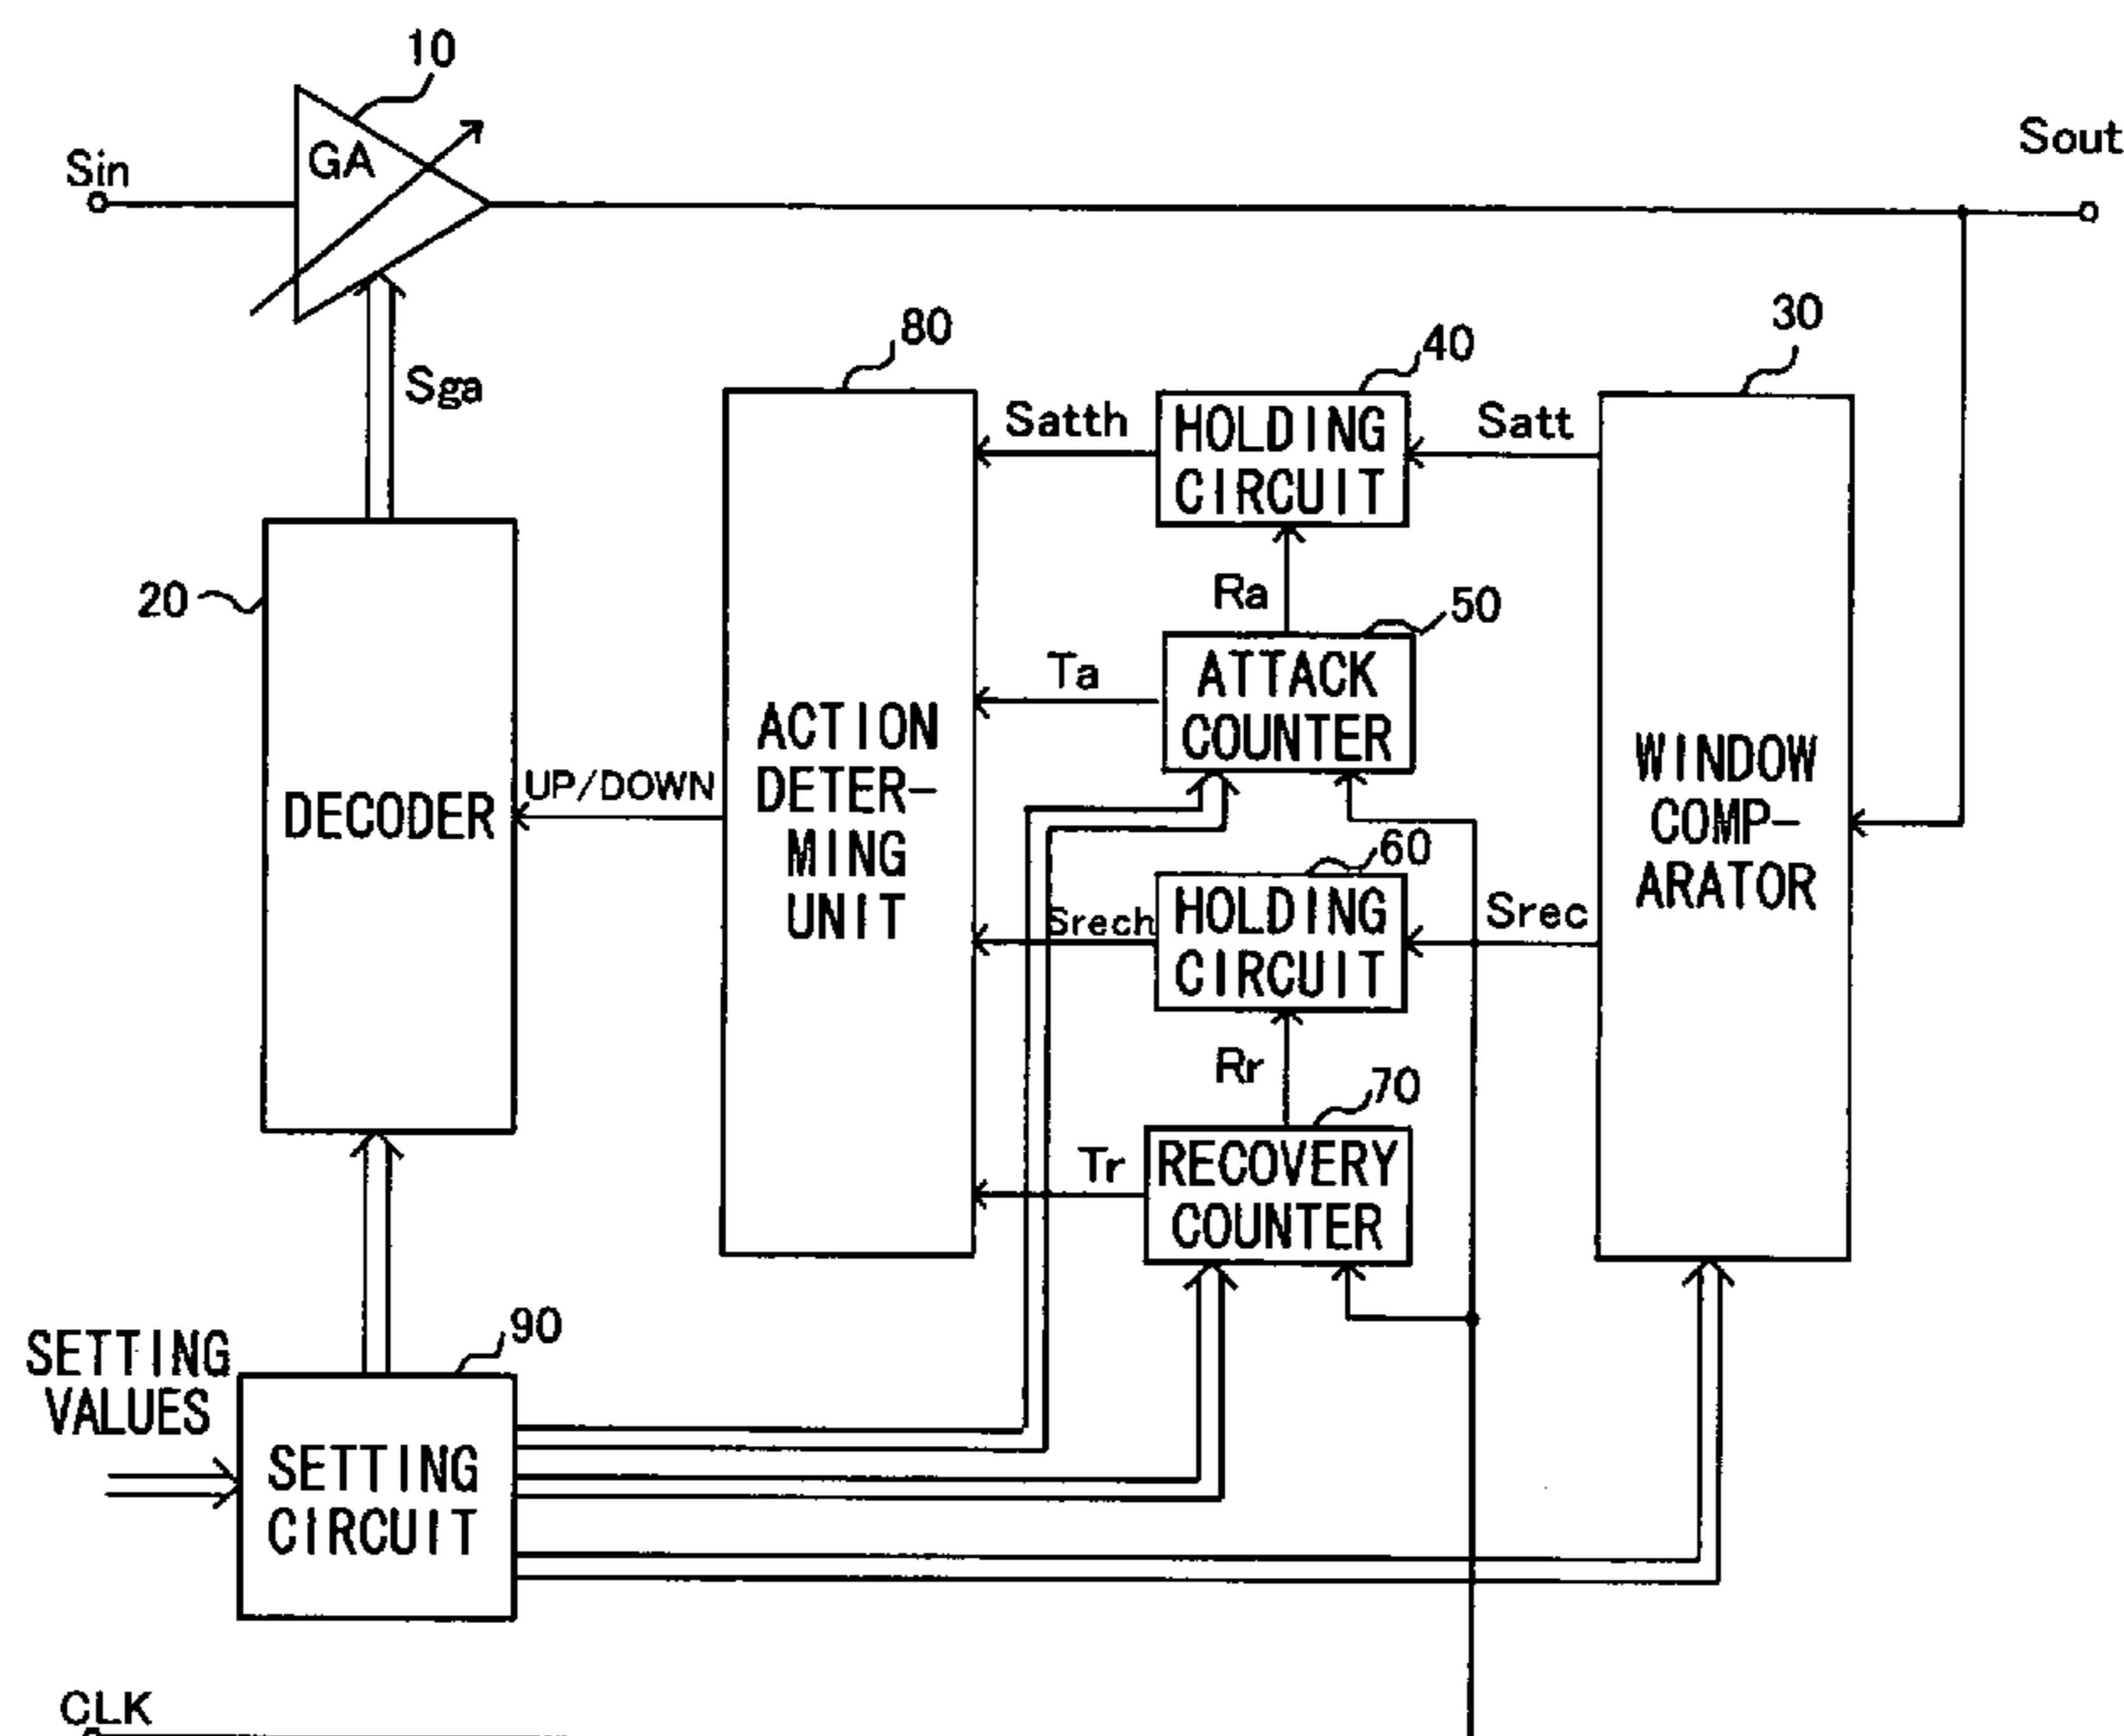 10
GA
Sin
Sout
Sga
80
40
30
HOLDING
CIRCUIT
Satth
Satt
20
Ra
50
Ta
ATTACK
COUNTER
ACTION
DETER-
MING
UNIT
WINDOW
COMP-
ARATOR
DECODER
UP/DOWN
60
HOLDING
CIRCUIT
Srech
Srec
Rr
70
Tr
RECOVERY
COUNTER
90
SETTING
VALUES
SETTING
CIRCUIT
CLK